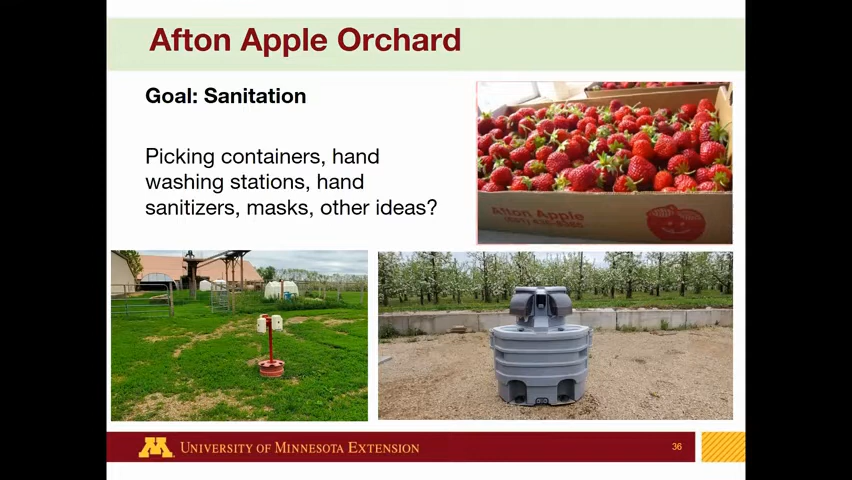 Afton Apple Orchard
Goal: Sanitation
Picking containers, hand
washing stations, hand
sanitizers, masks, other ideas?
Afton Apple
UNIVERSITY OF MINNESOTA EXTENSION
36